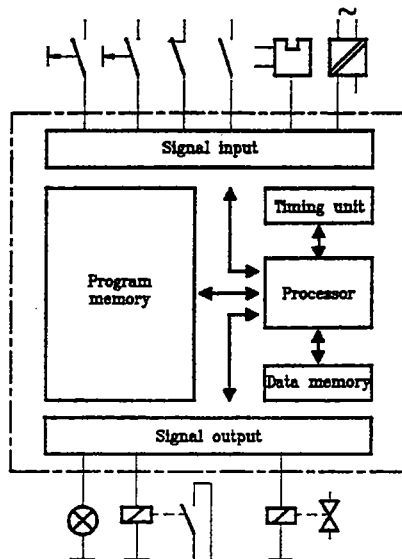 Signal input
Timing unit
Program
memory
Processor
Data memory
Signal output